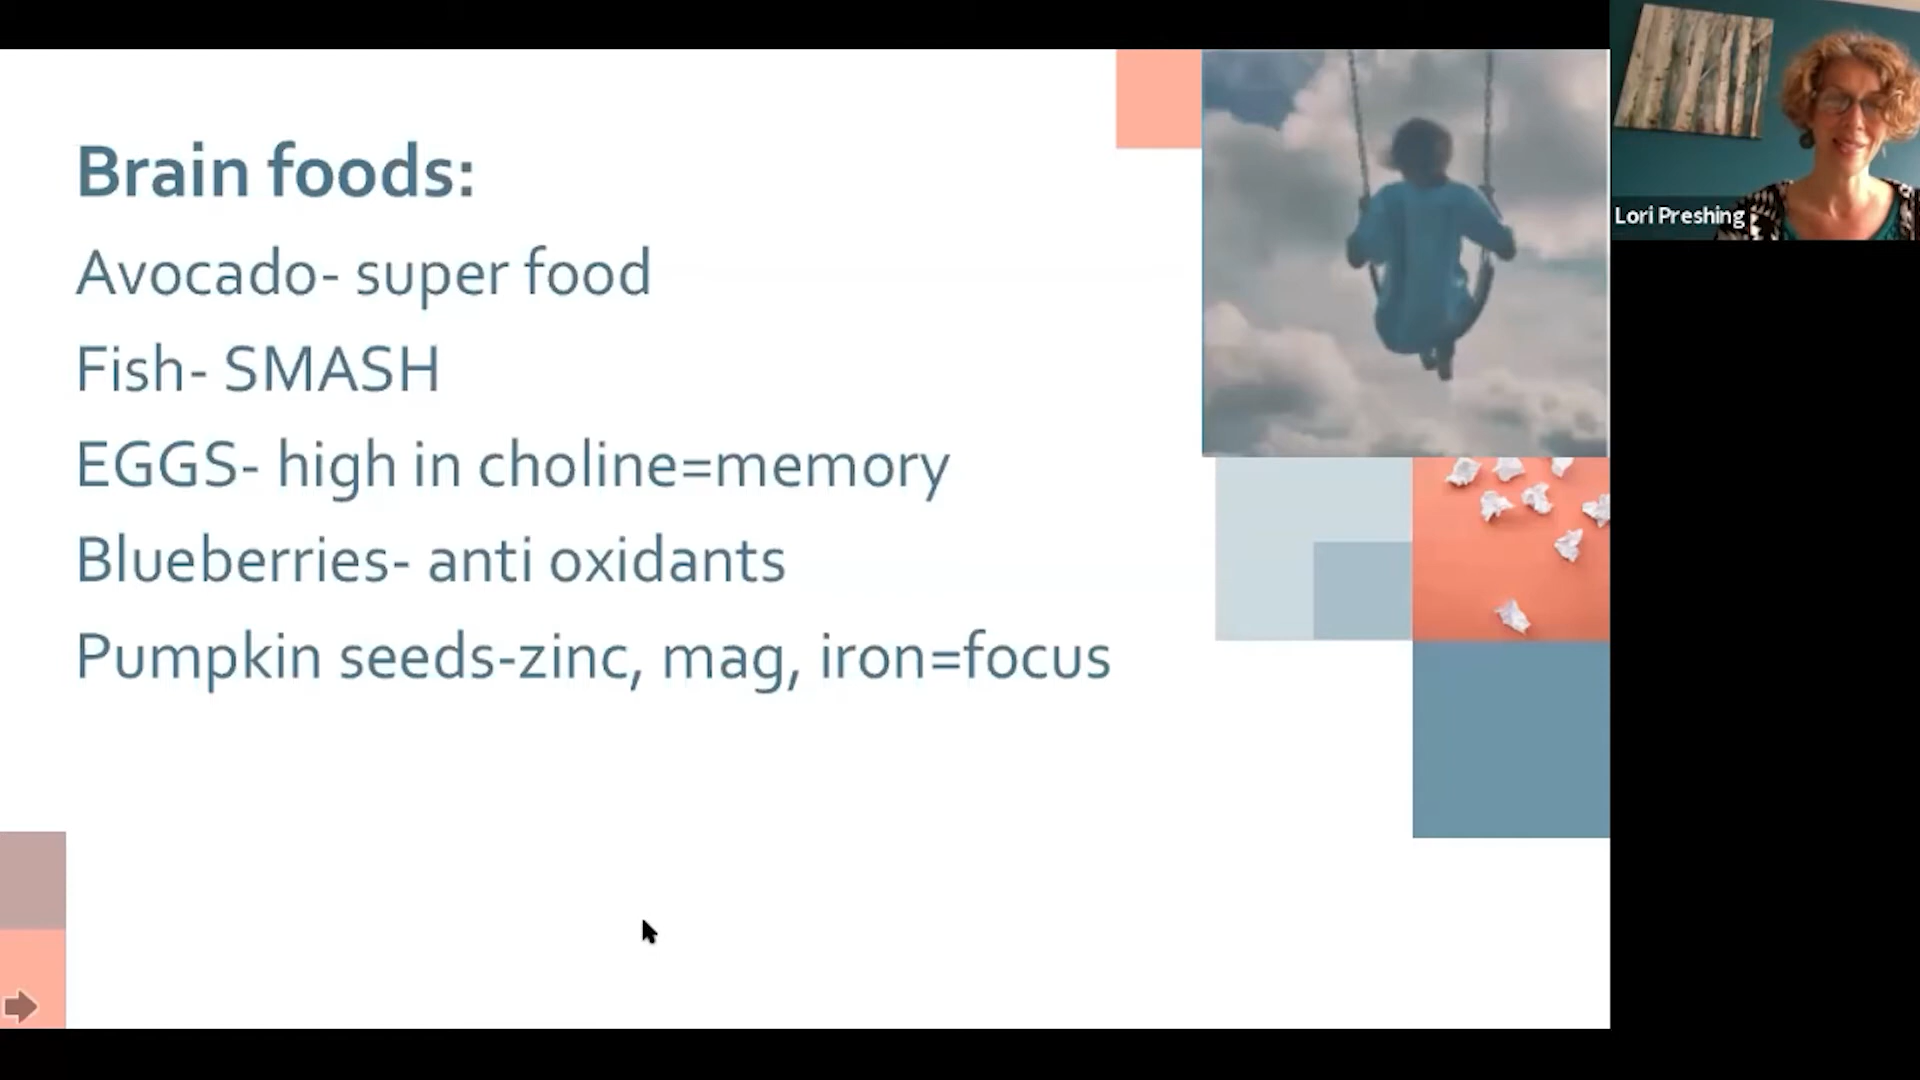 Brain foods:
Avocado- super food
Fish- SMASH
EGGS- high in choline=memory
Blueberries- anti oxidants
Pumpkin seeds-zinc, mag, iron=focus
Lori Preshing